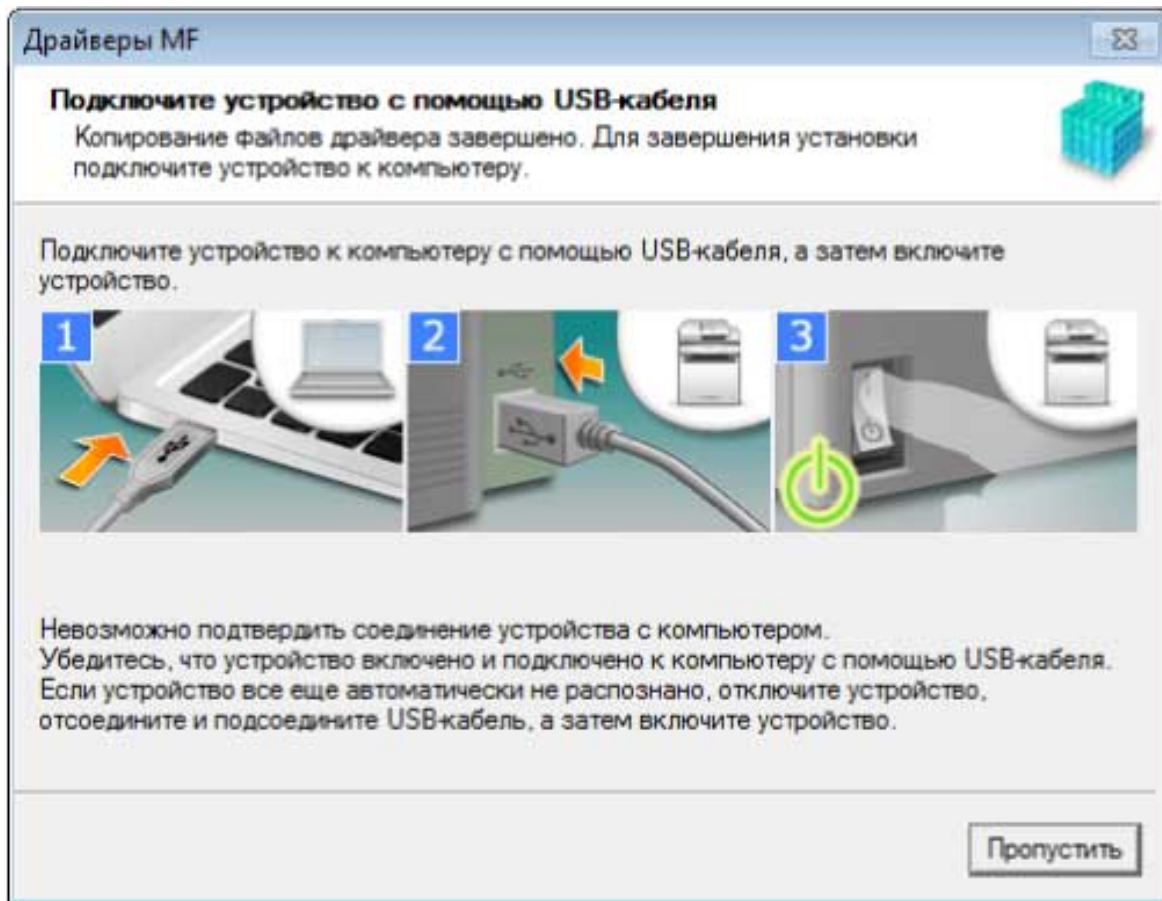 Драйверы MF
Подключите устройство с помощью USB-кабеля
Копирование файлов драйвера завершено. Для завершения установки
подключите устройство к компьютеру.
Подключите устройство к компьютеру с помощью USB-кабеля, а затем включите
устройство.
1
2
3
Невозможно подтвердить соединение устройства с компьютером.
Убедитесь, что устройство включено и подключено к компьютеру с помощью USB-кабеля.
Если устройство все еще автоматически не распознано, отключите устройство,
отсоедините и подсоедините USB-кабель, а затем включите устройство.
Пропустить